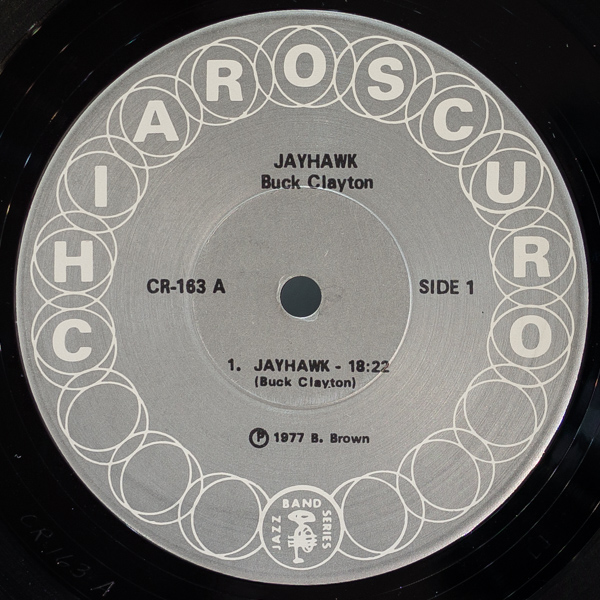 CHIAROSCURO
JAYHAWK
Buck Clayton
CR-163 A
SIDE 1
1. JAYHAWK - 18:22
(Buck Clayton)
Ⓟ 1977 B. Brown
JAZZ BAND SERIES